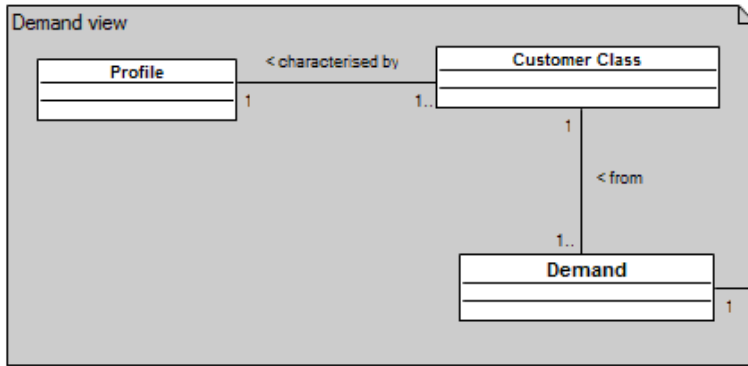 Demand view
Profile
< characterised by
Customer Class
1
1..
1
< from
1..
Demand
1